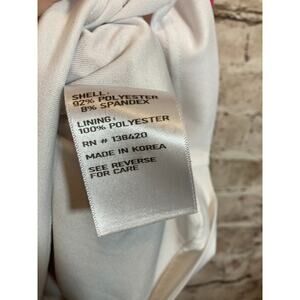 SHELL:
92% POLYESTER
8% SPANDEX
LINING:
100% POLYESTER
RN # 138420
MADE IN KOREA
SEE REVERSE
FOR CARE